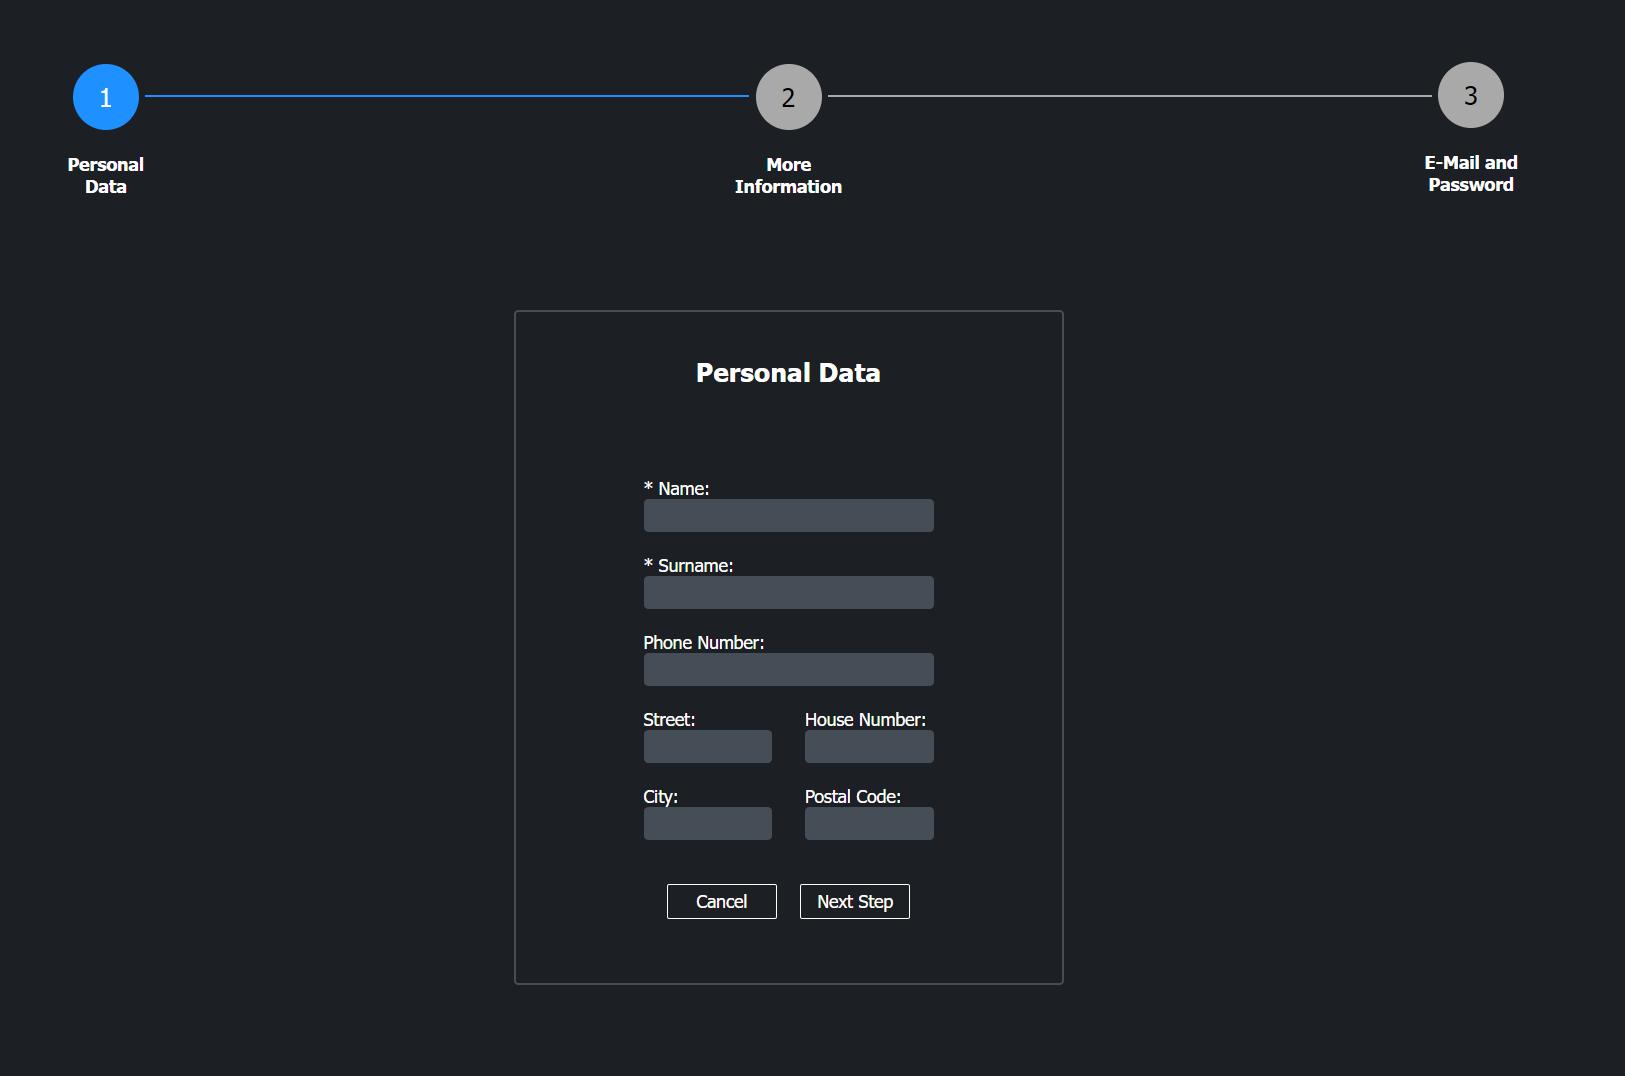 1
2
3
Personal
Data
More
Information
E-Mail and
Password
Personal Data
* Name:
* Surname:
Phone Number:
Street:
House Number:
City:
Postal Code:
Cancel
Next Step